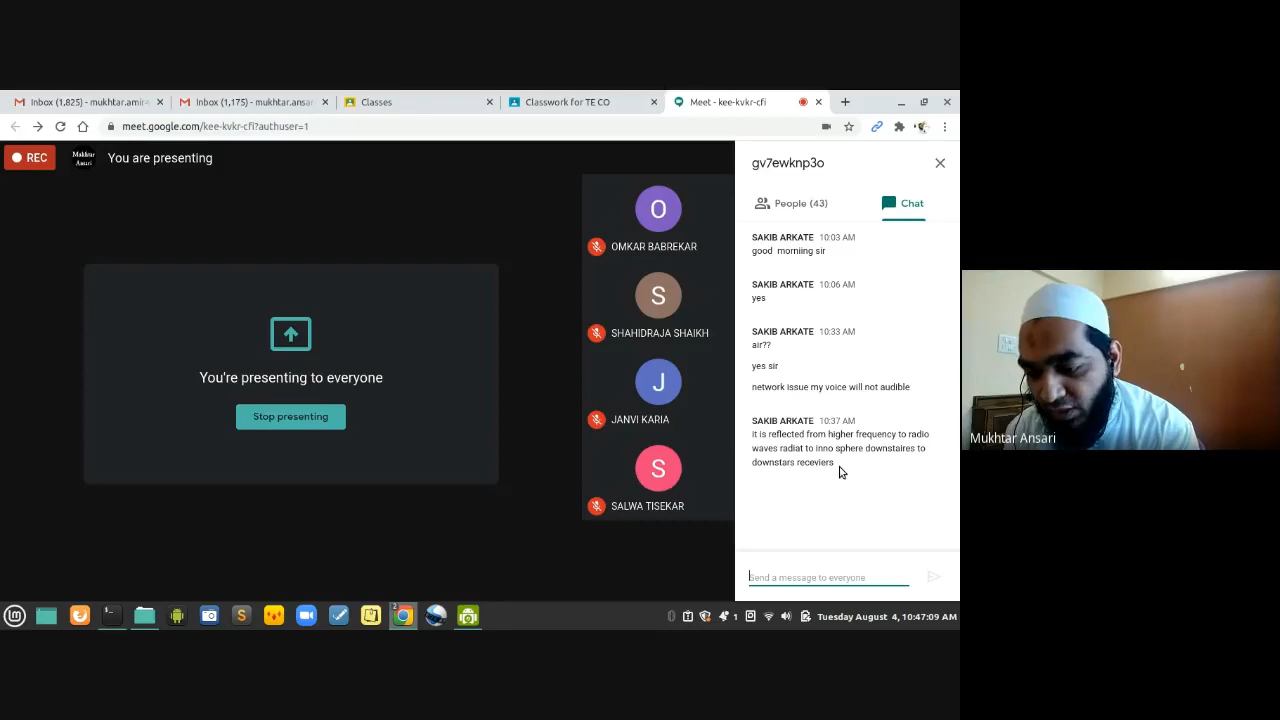 Inbox (1,825) - mukhtar.amir
Inbox (1,175) - mukhtar.ansar
Classes
Classwork for TE CO
Meet - kee-kvkr-cfi
meet.google.com/kee-kvkr-cfi?authuser=1
REC
Mukhtar
Ansari
You are presenting
You're presenting to everyone
Stop presenting
O
OMKAR BABREKAR
S
SHAHIDRAJA SHAIKH
J
JANVI KARIA
S
SALWA TISEKAR
gv7ewknp3o
People (43)
Chat
SAKIB ARKATE 10:03 AM
good morniing sir
SAKIB ARKATE 10:06 AM
yes
SAKIB ARKATE 10:33 AM
air??
yes sir
network issue my voice will not audible
SAKIB ARKATE 10:37 AM
it is reflected from higher frequency to radio
waves radiat to inno sphere downstaires to
downstars receviers
Send a message to everyone
Mukhtar Ansari
2
1
Tuesday August 4, 10:47:09 AM